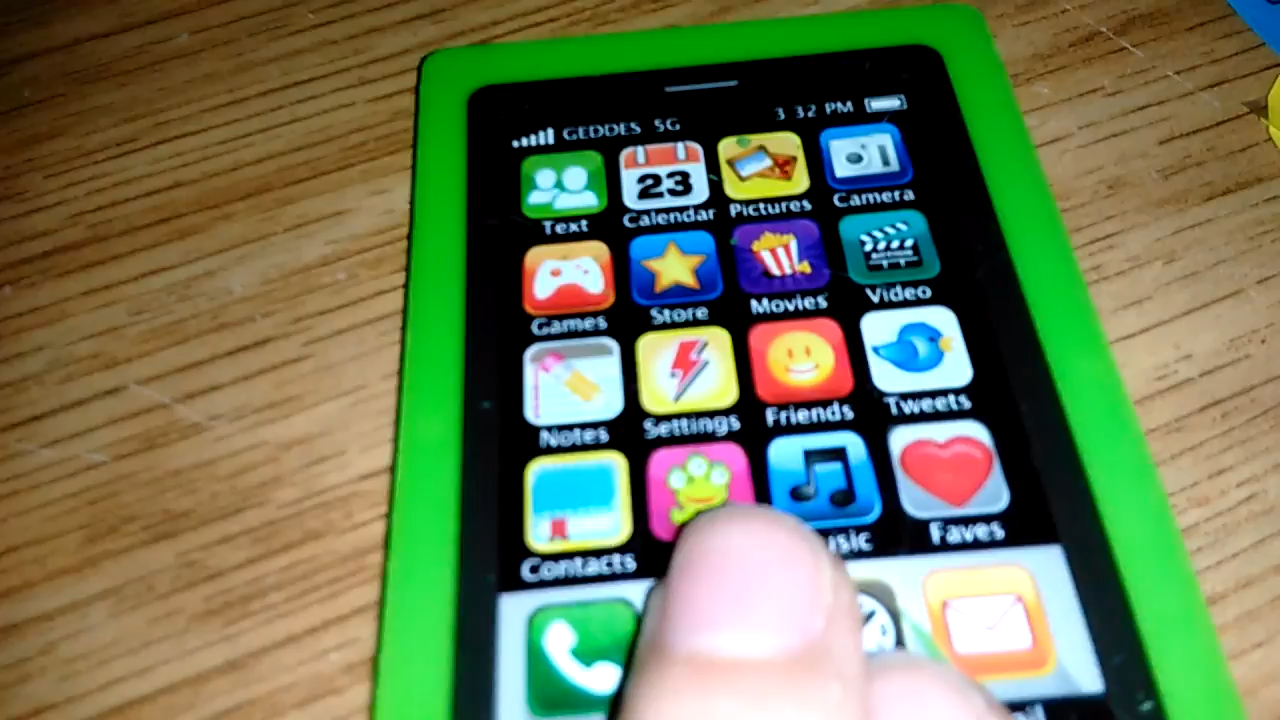 GEDDES 5G 3 32 PM
23
Text Calendar Pictures Camera
ACTION
Games Store Movies Video
Notes Settings Friends Tweets
Contacts Faves